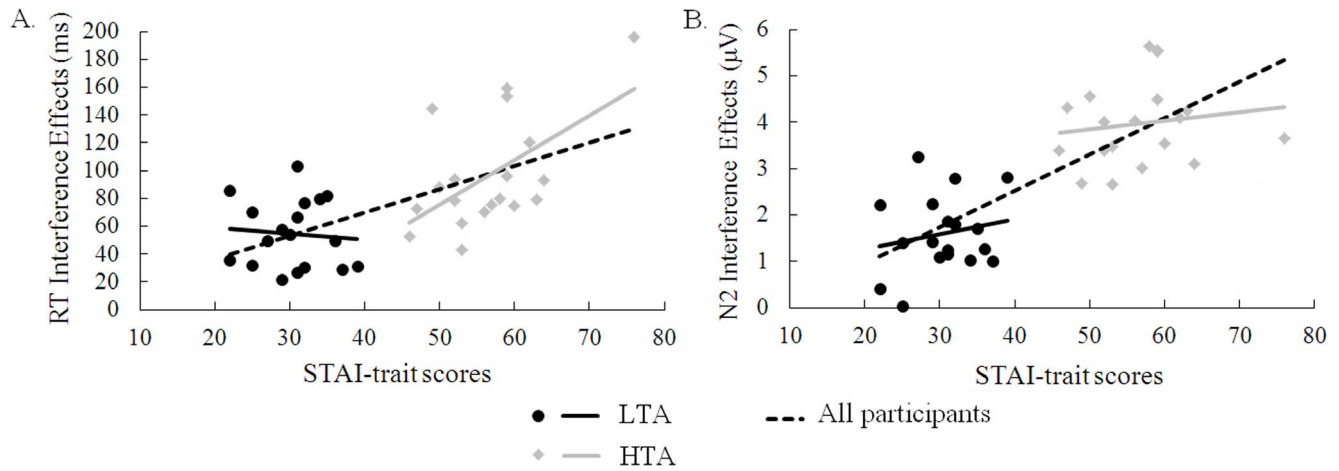 A.
RT Interference Effects (ms)
200
180
160
140
120
100
80
60
40
20
0
10 20 30 40 50 60 70 80
STAI-trait scores
B.
N2 Interference Effects (μV)
6
5
4
3
2
1
0
10 20 30 40 50 60 70 80
STAI-trait scores
LTA
All participants
HTA